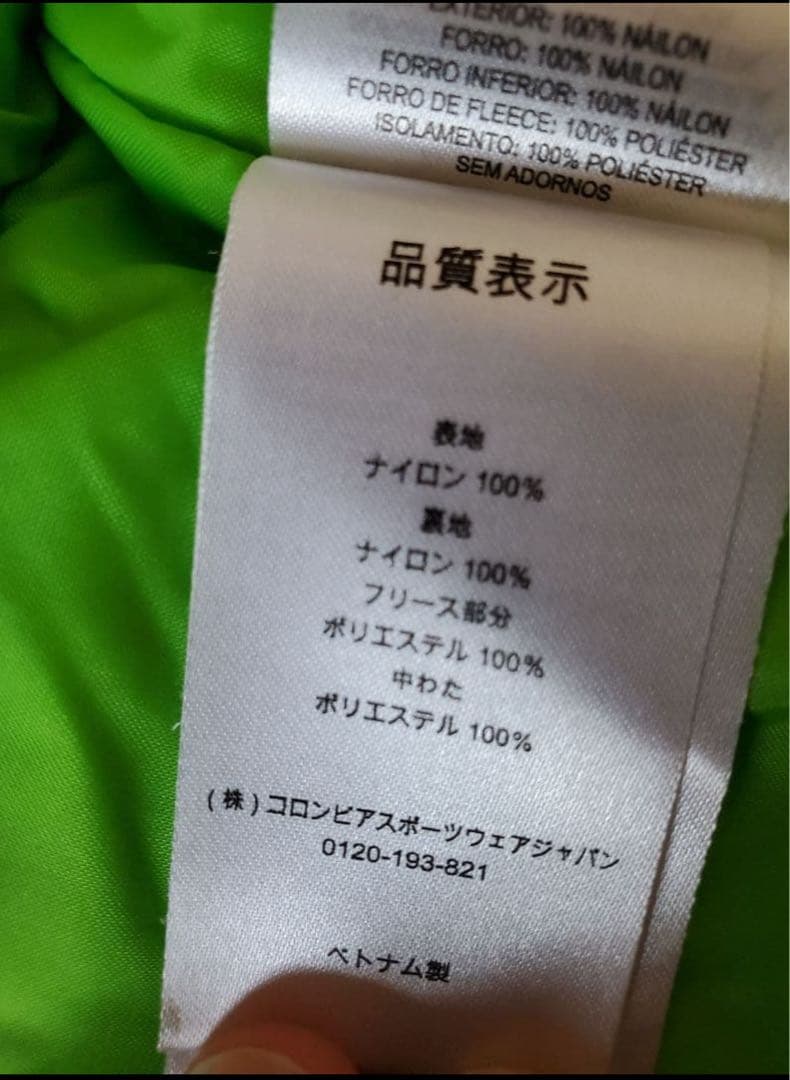 EXTERIOR: 100% NÁILON
FORRO: 100% NÁILON
FORRO INFERIOR: 100% NÁILON
FORRO DE FLEECE: 100% POLIÉSTER
ISOLAMENTO: 100% POLIÉSTER
SEM ADORNOS
品質表示
表地
ナイロン 100%
裏地
ナイロン 100%
フリース部分
ポリエステル 100%
中わた
ポリエステル 100%
(株)コロンビアスポーツウェアジャパン
0120-193-821
ベトナム製